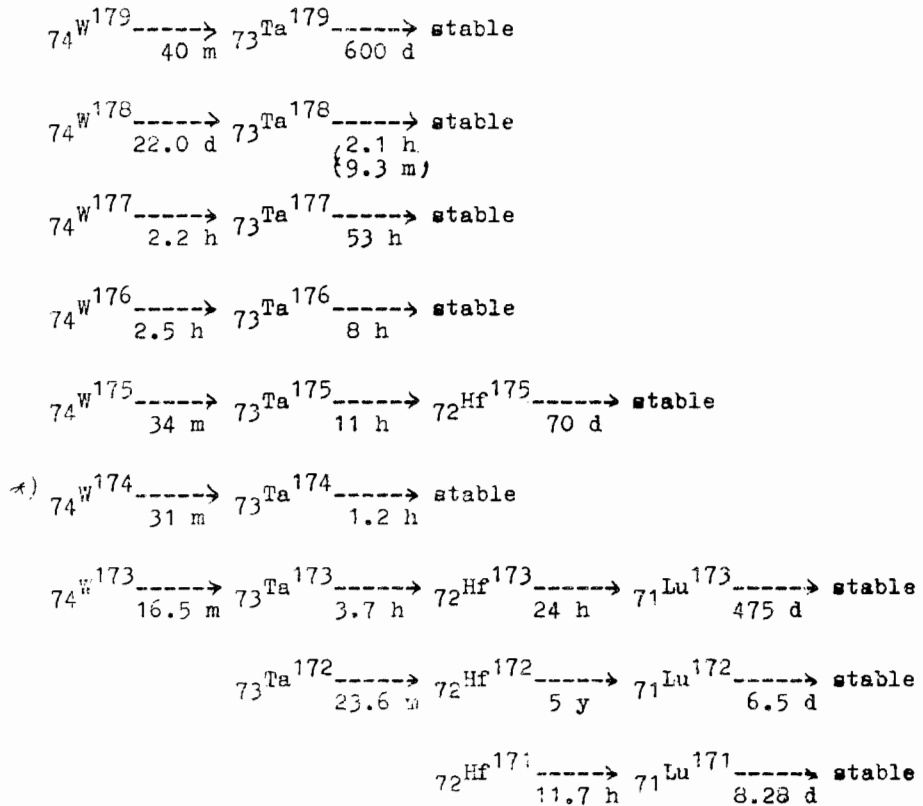 74W179 -----> 73Ta179 -----> stable
40 m 600 d
74W178 -----> 73Ta178 -----> stable
22.0 d (2.1 h
(9.3 m)
74W177 -----> 73Ta177 -----> stable
2.2 h 53 h
74W176 -----> 73Ta176 -----> stable
2.5 h 8 h
74W175 -----> 73Ta175 -----> 72Hf175 -----> stable
34 m 11 h 70 d
*) 74W174 -----> 73Ta174 -----> stable
31 m 1.2 h
74W173 -----> 73Ta173 -----> 72Hf173 -----> 71Lu173 -----> stable
16.5 m 3.7 h 24 h 475 d
73Ta172 -----> 72Hf172 -----> 71Lu172 -----> stable
23.6 m 5 y 6.5 d
72Hf171 -----> 71Lu171 -----> stable
11.7 h 8.28 d